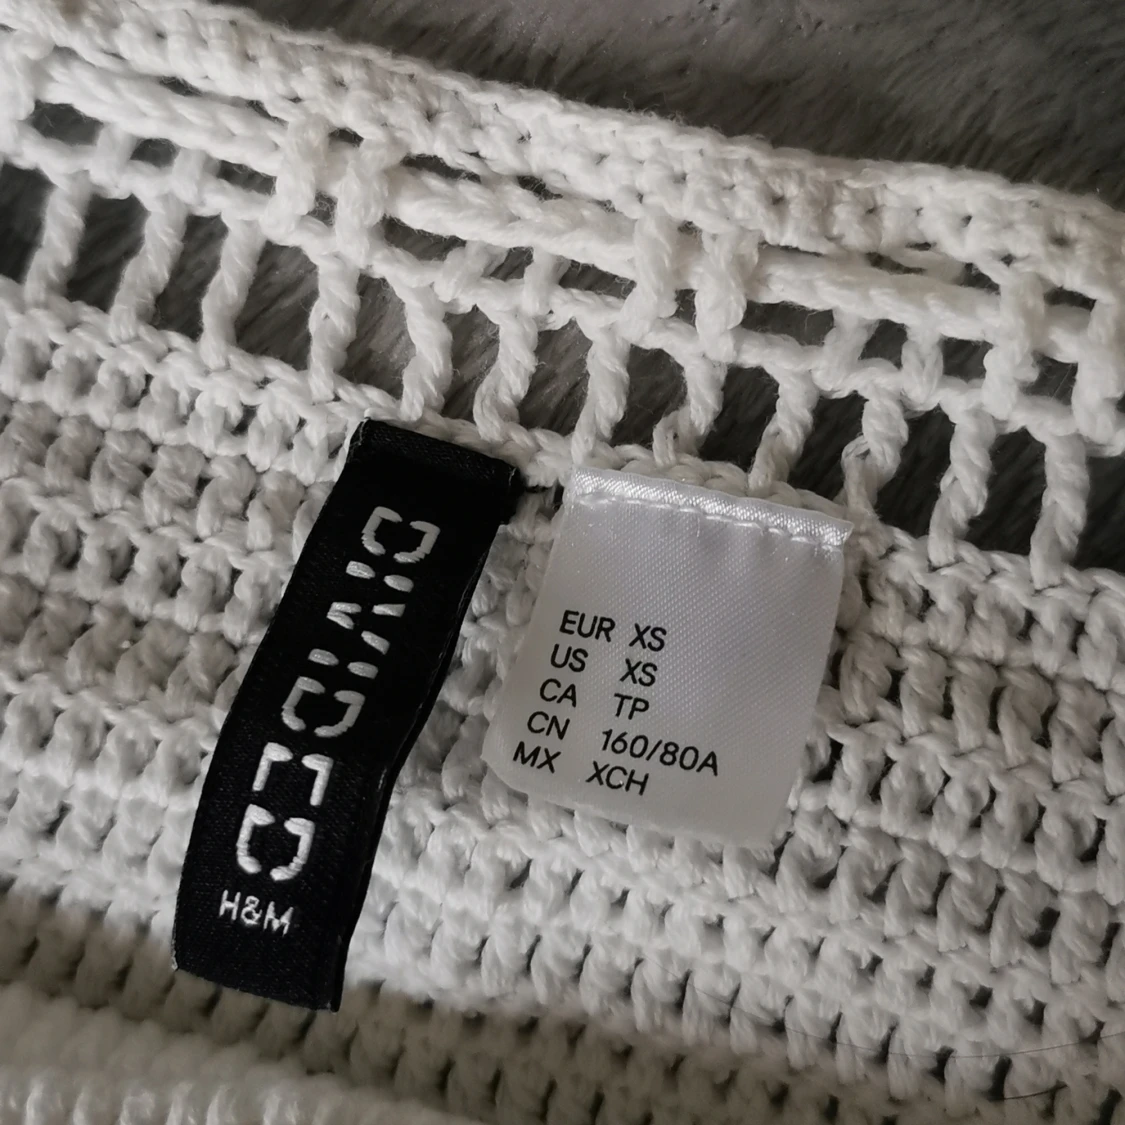 DIVIDED
H&M
EUR XS
US XS
CA TP
CN 160/80A
MX XCH